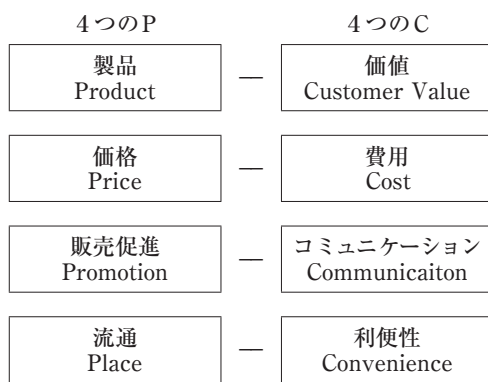 4つのP
4つのC
製品
Product
—
価値
Customer Value
価格
Price
—
費用
Cost
販売促進
Promotion
—
コミュニケーション
Communicaiton
流通
Place
—
利便性
Convenience